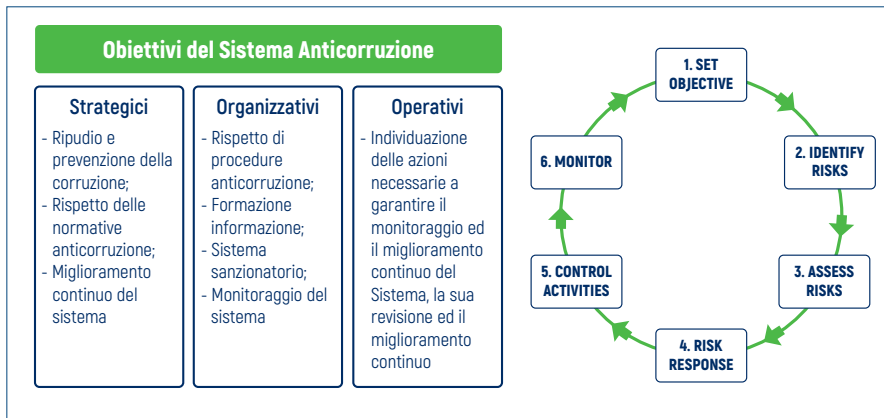 Obiettivi del Sistema Anticorruzione
Strategici
- Ripudio e
prevenzione della
corruzione;
- Rispetto delle
normative
anticorruzione;
- Miglioramento
continuo del
sistema
Organizzativi
- Rispetto di
procedure
anticorruzione;
- Formazione
informazione;
- Sistema
sanzionatorio;
- Monitoraggio del
sistema
Operativi
- Individuazione
delle azioni
necessarie a
garantire il
monitoraggio ed
il miglioramento
continuo del
Sistema, la sua
revisione ed il
miglioramento
continuo
1. SET
OBJECTIVE
2. IDENTIFY
RISKS
3. ASSESS
RISKS
4. RISK
RESPONSE
5. CONTROL
ACTIVITIES
6. MONITOR